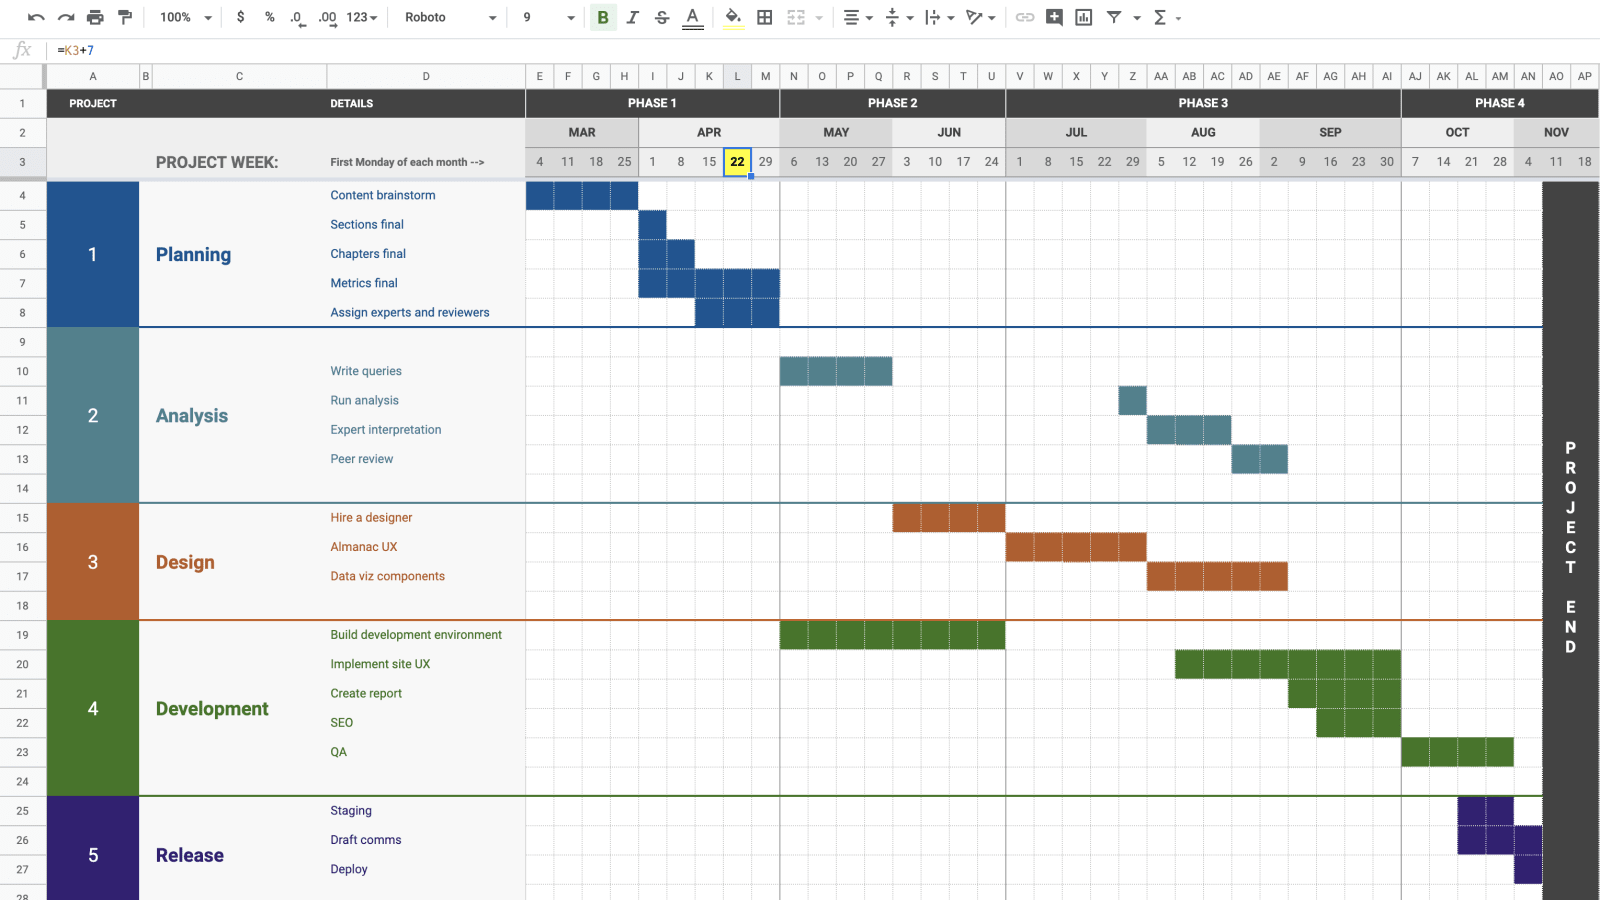 100% $ % .0 .00 123 Roboto 9 B I S A
fx =K3+7
A B C D E F G H I J K L M N O P Q R S T U V W X Y Z AA AB AC AD AE AF AG AH AI AJ AK AL AM AN AO AP
1 PROJECT DETAILS PHASE 1 PHASE 2 PHASE 3 PHASE 4
2 MAR APR MAY JUN JUL AUG SEP OCT NOV
3 PROJECT WEEK: First Monday of each month --> 4 11 18 25 1 8 15 22 29 6 13 20 27 3 10 17 24 1 8 15 22 29 5 12 19 26 2 9 16 23 30 7 14 21 28 4 11 18
4 Content brainstorm
5 Sections final
6 1 Planning Chapters final
7 Metrics final
8 Assign experts and reviewers
9
10 Write queries
11 Run analysis
2 Analysis
12 Expert interpretation
13 Peer review
14
15 Hire a designer
16 Almanac UX
3 Design
17 Data viz components
18
19 Build development environment
20 Implement site UX
21 Create report
4 Development
22 SEO
23 QA
24
25 Staging
26 Draft comms
5 Release
27 Deploy
28
PROJECT END